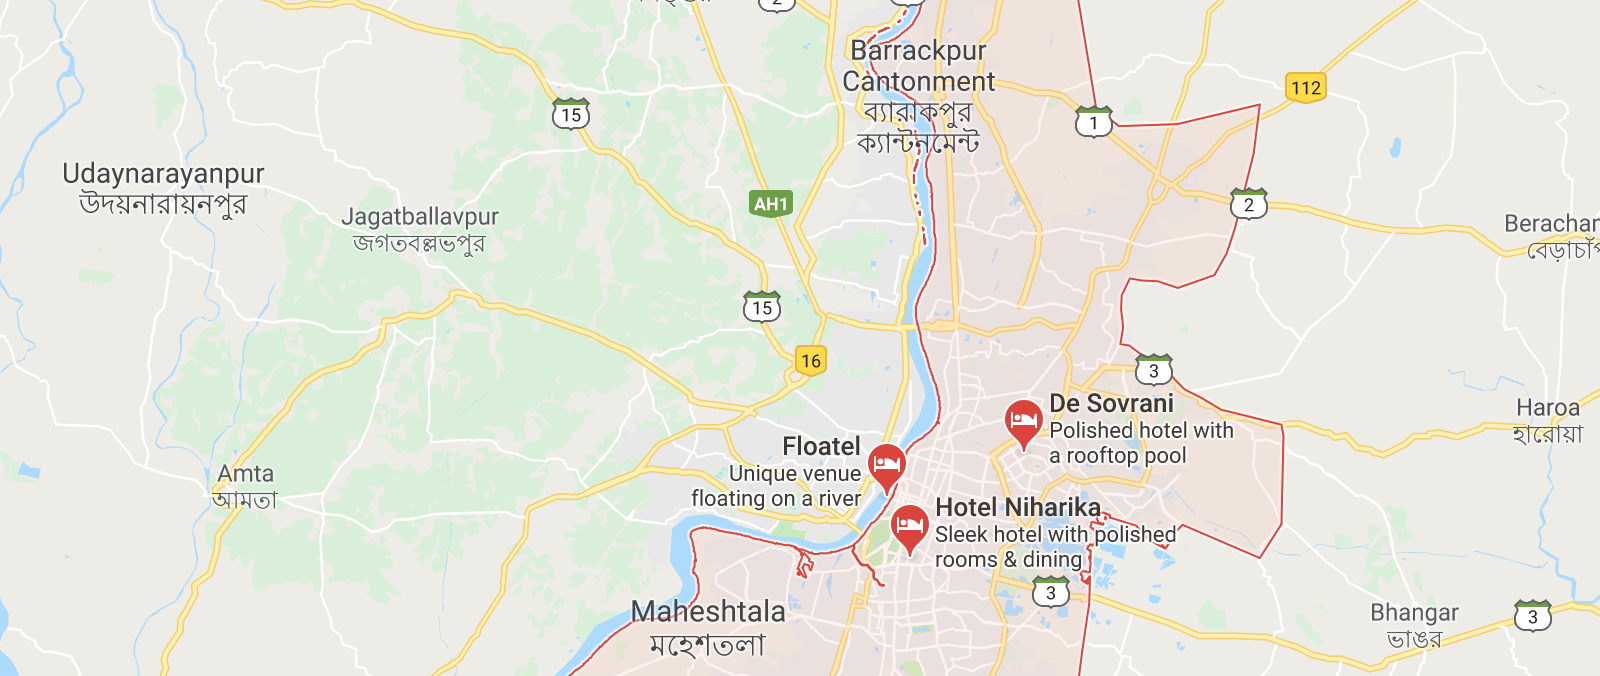 2
Barrackpur
Cantonment
ব্যারাকপুর
ক্যান্টনমেন্ট
112
15
1
Udaynarayanpur
উদয়নারায়নপুর
AH1
2
Jagatballavpur
জগতবল্লভপুর
Berachan
বেড়াচাঁপ
15
16
3
De Sovrani
Polished hotel with
a rooftop pool
Haroa
হারোয়া
Floatel
Unique venue
floating on a river
Amta
আমতা
Hotel Niharika
Sleek hotel with polished
rooms & dining
3
Maheshtala
মহেশতলা
Bhangar
ভাঙর
3